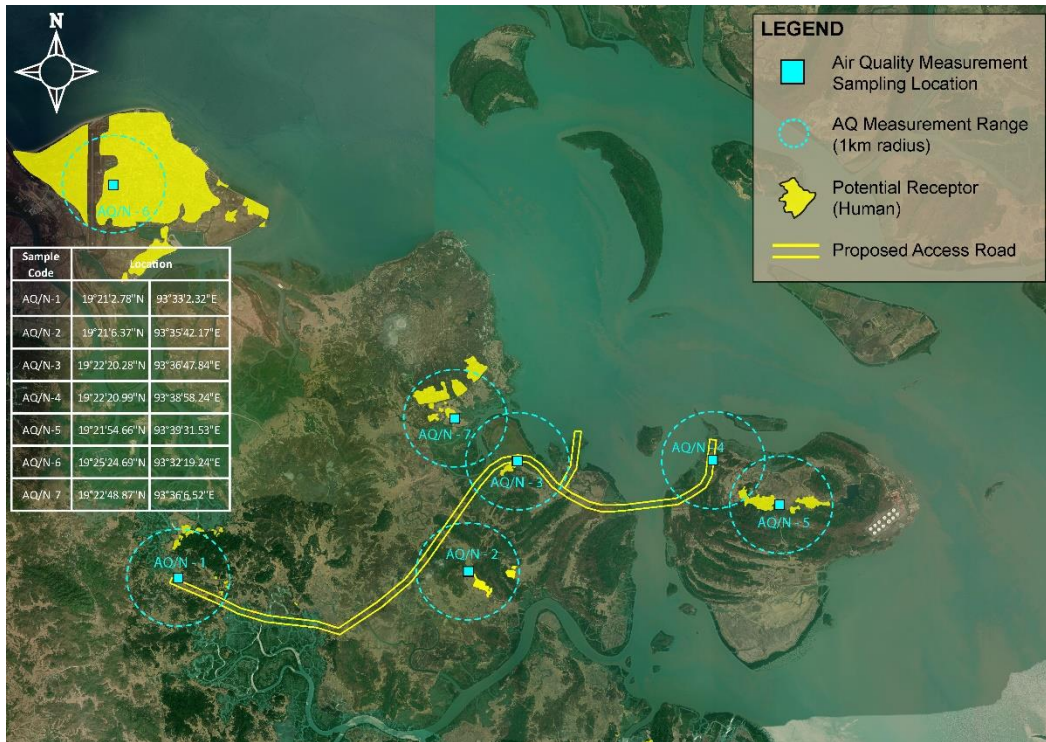 N
LEGEND
Air Quality Measurement
Sampling Location
AQ Measurement Range
(1km radius)
Potential Receptor
(Human)
Proposed Access Road
AQ/N - 6
Sample
Code
Location
AQ/N-1 19°21'2.78"N 93°33'2.32"E
AQ/N-2 19°21'6.37"N 93°35'42.17"E
AQ/N-3 19°22'20.28"N 93°36'47.84"E
AQ/N-4 19°22'20.99"N 93°38'58.24"E
AQ/N-5 19°21'54.66"N 93°39'31.53"E
AQ/N-6 19°25'24.69"N 93°32'19.24"E
AQ/N-7 19°22'48.87"N 93°36'6.52"E
AQ/N - 7
AQ/N - 4
AQ/N - 3
AQ/N - 5
AQ/N - 2
AQ/N - 1